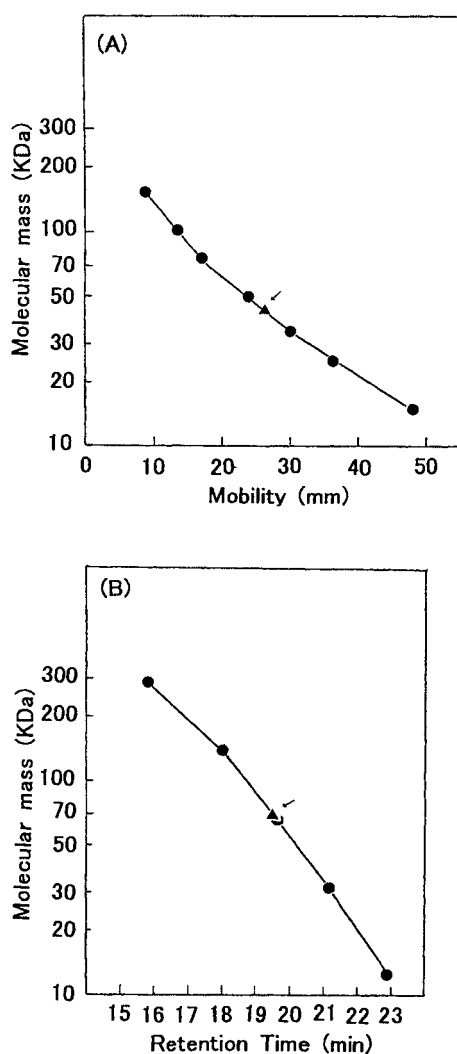 (A)
Molecular mass (KDa)
300
200
100
70
50
30
20
10
0 10 20 30 40 50
Mobility (mm)
(B)
Molecular mass (KDa)
300
200
100
70
50
30
20
10
15 16 17 18 19 20 21 22 23
Retention Time (min)